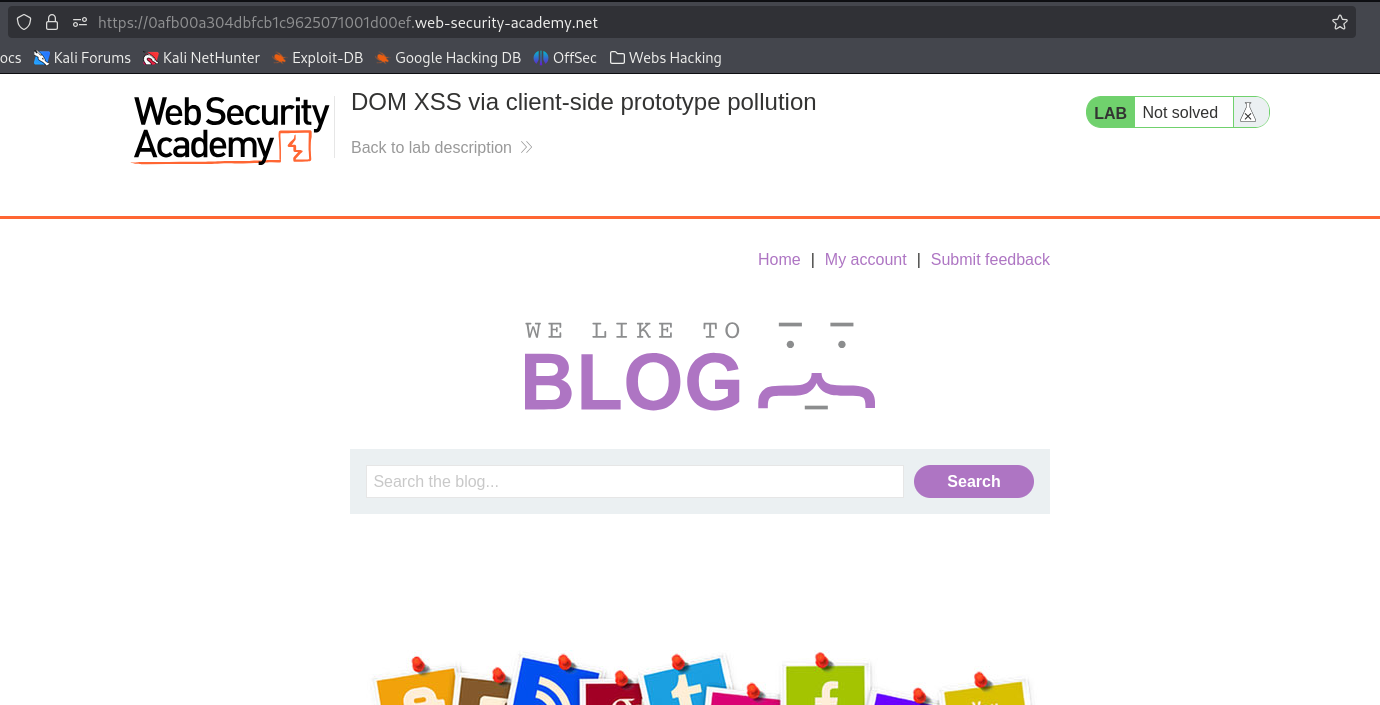 https://0afb00a304dbfcb1c9625071001d00ef.web-security-academy.net
ocs Kali Forums Kali NetHunter Exploit-DB Google Hacking DB OffSec Webs Hacking
Web Security
Academy
DOM XSS via client-side prototype pollution
Back to lab description
LAB Not solved
Home | My account | Submit feedback
WE LIKE TO
BLOG
Search the blog... Search